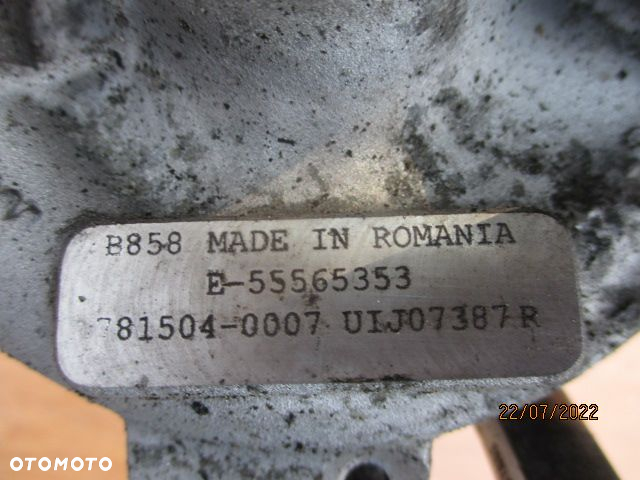 B858 MADE IN ROMANIA
E-55565353
781504-0007 UIJ07387R
22/07/2022
OTOMOTO